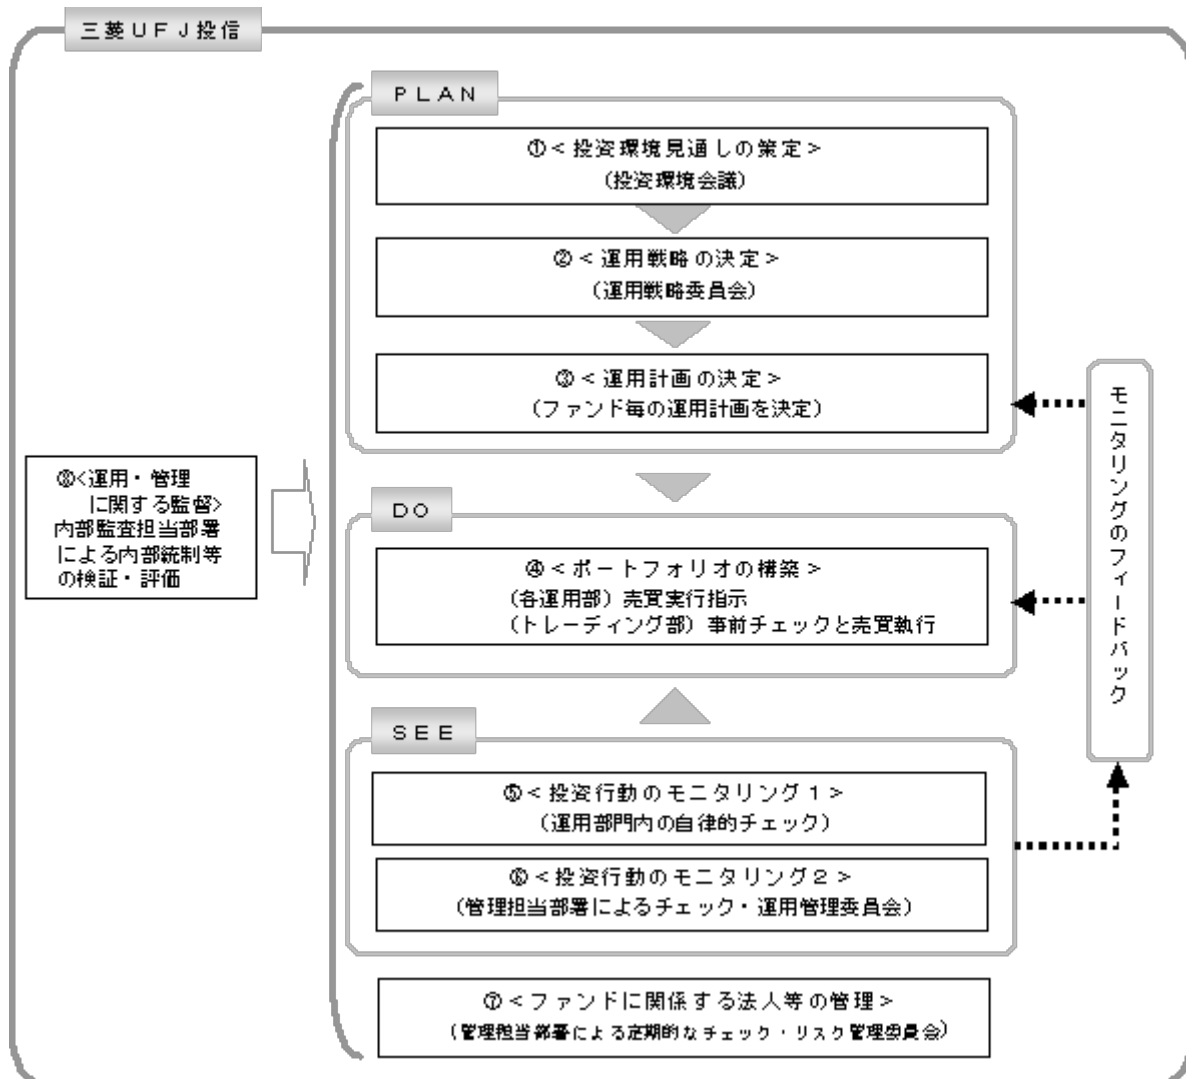 三菱UFJ投信
PLAN
①<投資環境見通しの策定>
(投資環境会議)
②<運用戦略の決定>
(運用戦略委員会)
③<運用計画の決定>
(ファンド毎の運用計画を決定)
⑧<運用・管理
に関する監督>
内部監査担当部署
による内部統制等
の検証・評価
DO
④<ポートフォリオの構築>
(各運用部)売買実行指示
(トレーディング部)事前チェックと売買執行
モニタリングのフィードバック
SEE
⑤<投資行動のモニタリング1>
(運用部門内の自律的チェック)
⑥<投資行動のモニタリング2>
(管理担当部署によるチェック・運用管理委員会)
⑦<ファンドに関係する法人等の管理>
(管理担当部署による定期的なチェック・リスク管理委員会)